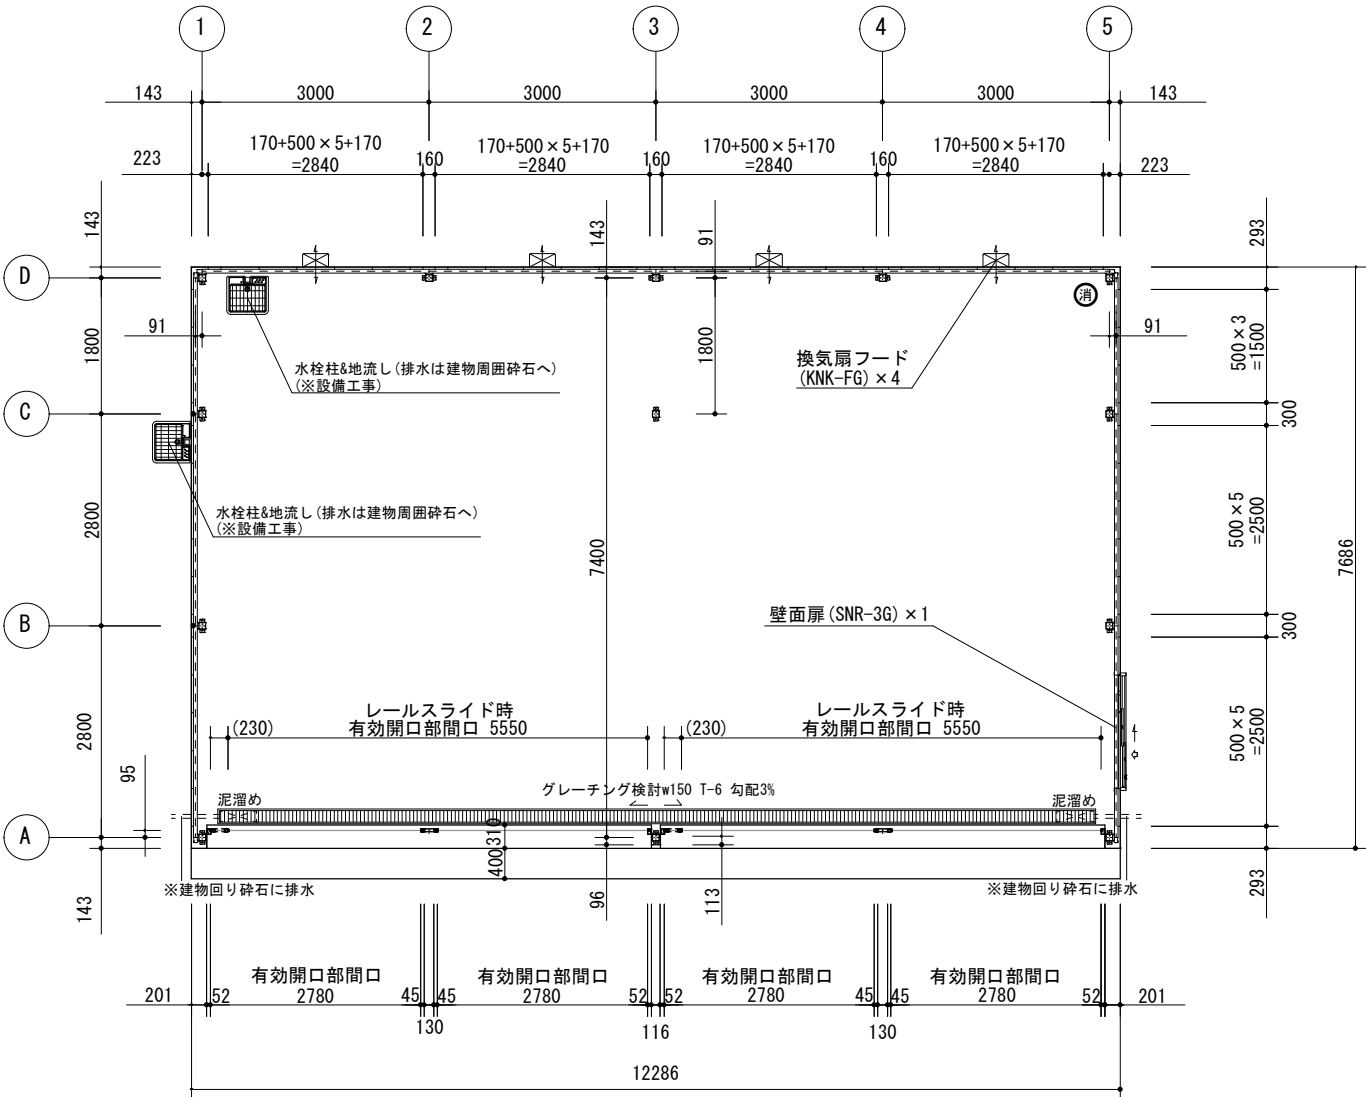 1
2
3
4
5
143
3000
3000
3000
3000
143
170+500×5+170
=2840
170+500×5+170
=2840
170+500×5+170
=2840
170+500×5+170
=2840
223
160
160
160
223
143
143
91
293
D
消
91
1800
1800
91
500×3
=1500
換気扇フード
(KNK-FG)×4
水栓柱&地流し(排水は建物周囲砕石へ)
(※設備工事)
C
300
水栓柱&地流し(排水は建物周囲砕石へ)
(※設備工事)
2800
7400
500×5
=2500
7686
壁面扉(SNR-3G)×1
B
300
レールスライド時
有効開口部間口 5550
(230)
レールスライド時
有効開口部間口 5550
(230)
2800
500×5
=2500
95
グレーチング検討w150 T-6 勾配3%
泥溜め
泥溜め
A
310
400
※建物回り砕石に排水
※建物回り砕石に排水
143
96
113
293
有効開口部間口
2780
有効開口部間口
2780
有効開口部間口
2780
有効開口部間口
2780
201
52
45
45
52
52
45
45
52
201
130
116
130
12286